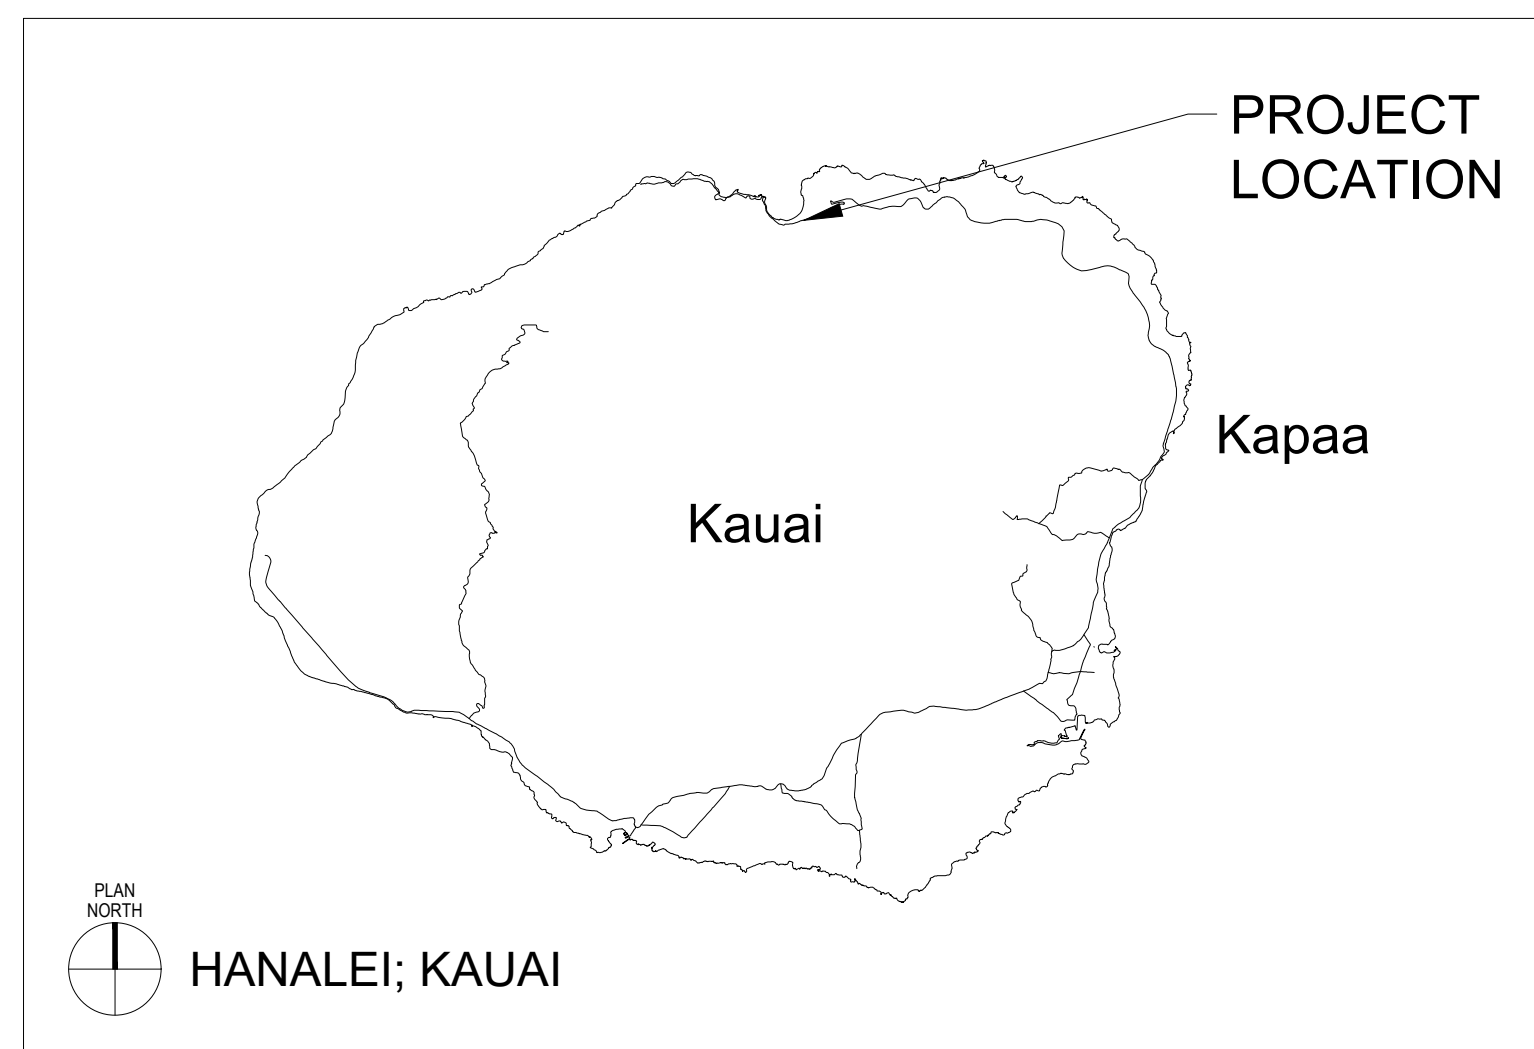 PROJECT
LOCATION
Kapaa
Kauai
PLAN
NORTH
HANALEI; KAUAI